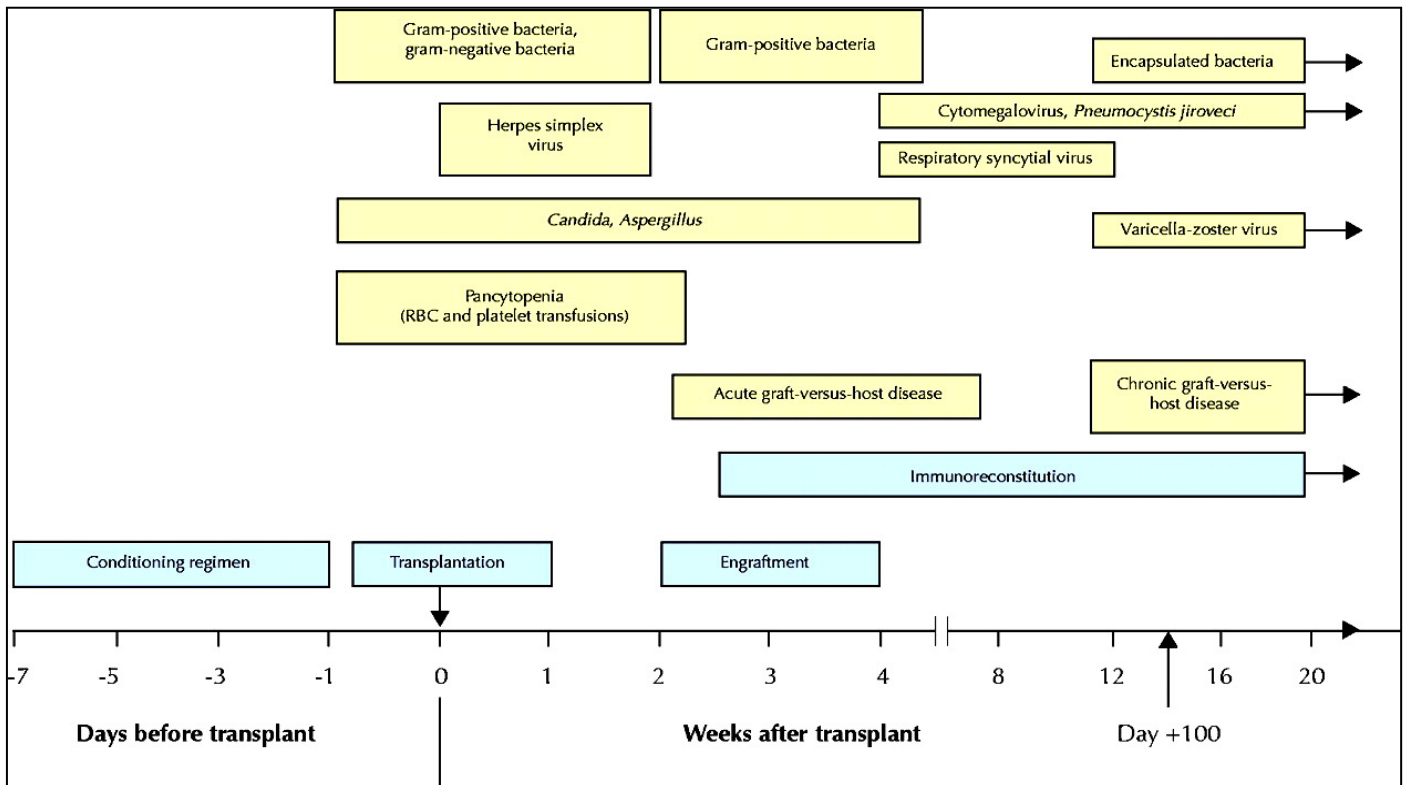 Gram-positive bacteria,
gram-negative bacteria
Gram-positive bacteria
Encapsulated bacteria
Cytomegalovirus, Pneumocystis jiroveci
Herpes simplex
virus
Respiratory syncytial virus
Candida, Aspergillus
Varicella-zoster virus
Pancytopenia
(RBC and platelet transfusions)
Acute graft-versus-host disease
Chronic graft-versus-
host disease
Immunoreconstitution
Conditioning regimen
Transplantation
Engraftment
-7 -5 -3 -1 0 1 2 3 4 8 12 16 20
Days before transplant
Weeks after transplant
Day +100